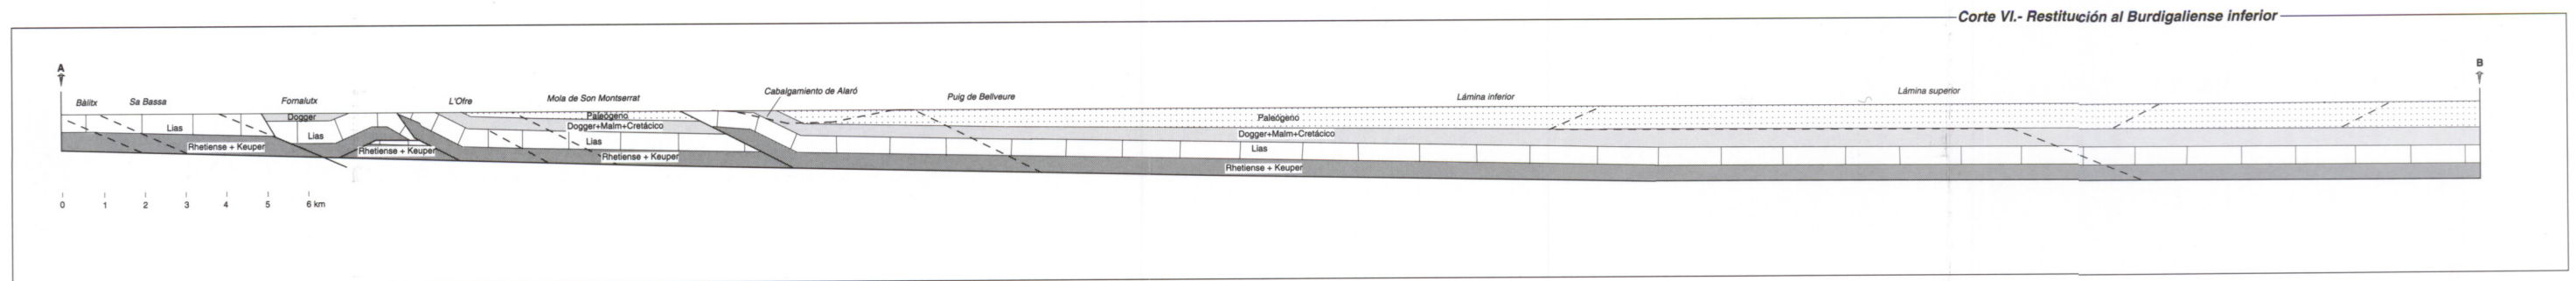 Corte VI.- Restitución al Burdigaliense inferior
A
B
Bàlitx
Sa Bassa
Fornalutx
L'Ofre
Mola de Son Montserrat
Cabalgamiento de Alaró
Puig de Bellveure
Lámina inferior
Lámina superior
Dogger
Paleógeno
Paleógeno
Lias
Lias
Dogger+Malm+Cretácico
Dogger+Malm+Cretácico
Lias
Lias
Rhetiense + Keuper
Rhetiense + Keuper
Rhetiense + Keuper
Rhetiense + Keuper
0 1 2 3 4 5 6 km